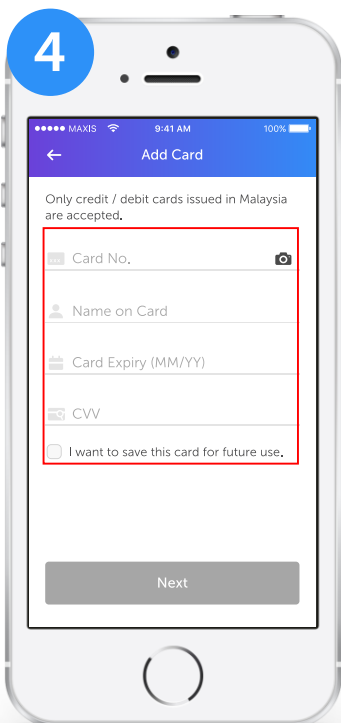 4
MAXIS 9:41 AM 100%
Add Card
Only credit / debit cards issued in Malaysia
are accepted.
Card No.
Name on Card
Card Expiry (MM/YY)
CVV
I want to save this card for future use.
Next